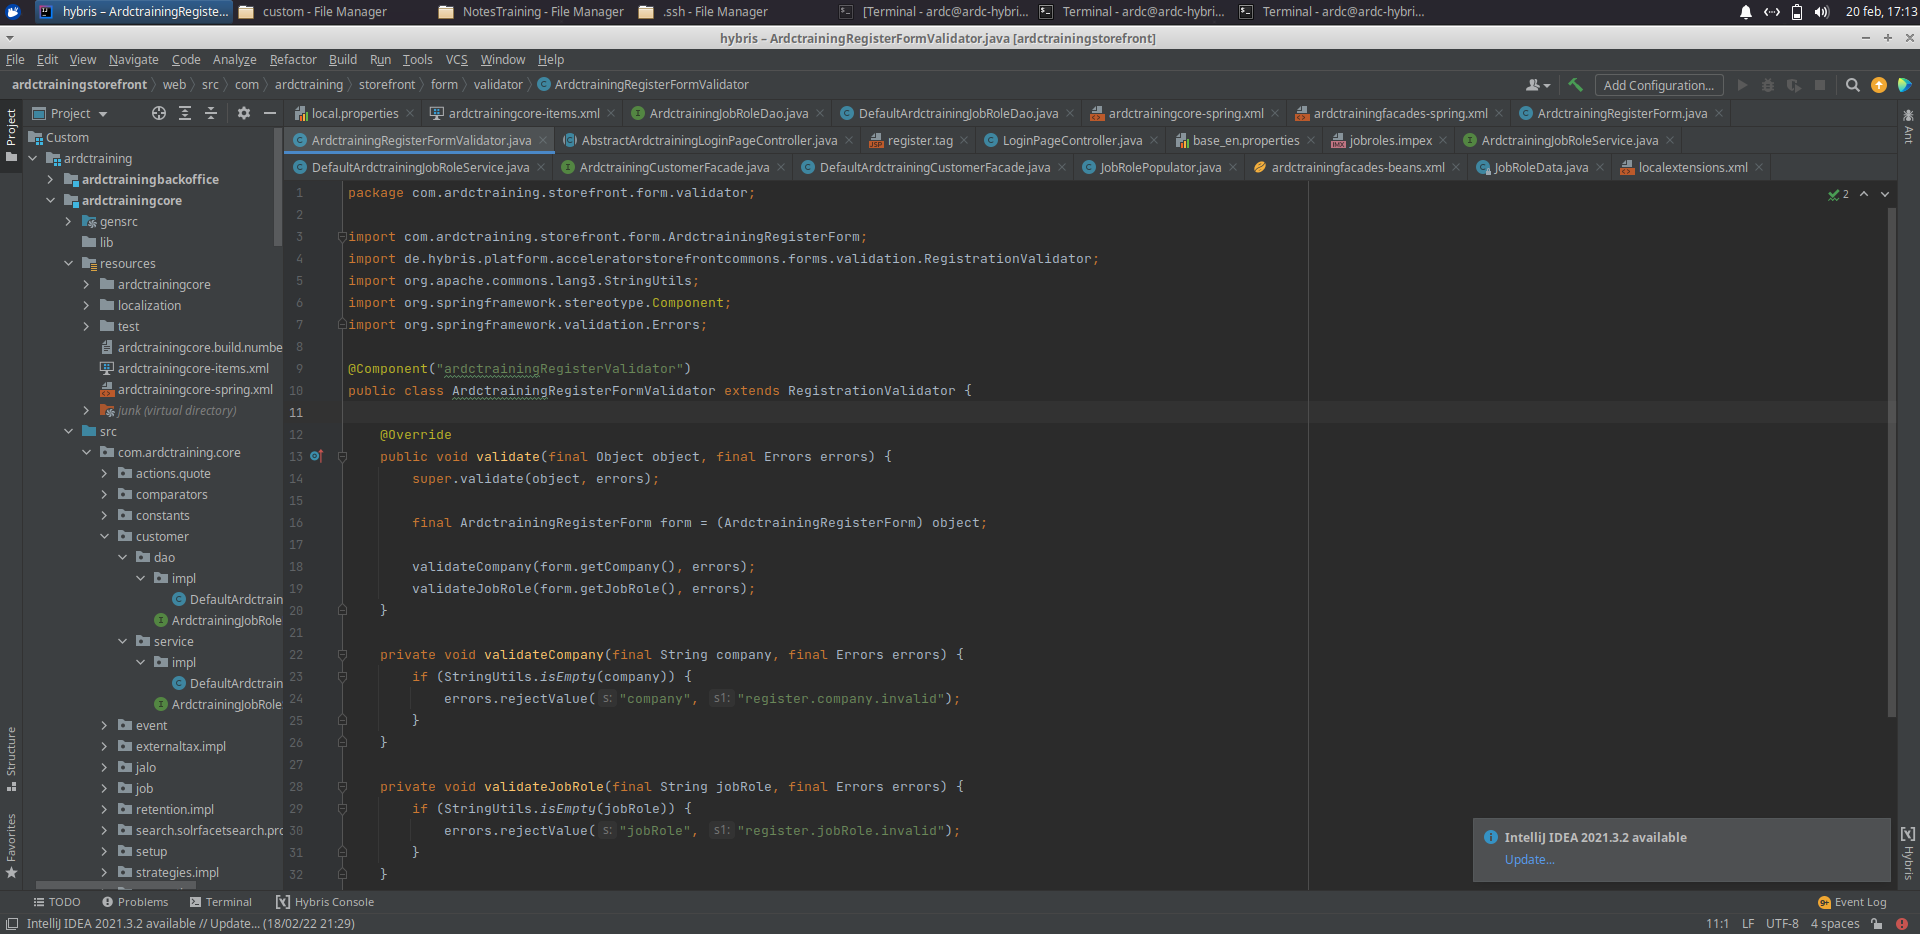 hybris – ArdctrainingRegiste...
custom - File Manager
NotesTraining - File Manager
.ssh - File Manager
[Terminal - ardc@ardc-hybri...
Terminal - ardc@ardc-hybri...
Terminal - ardc@ardc-hybri...
20 feb, 17:13
hybris – ArdctrainingRegisterFormValidator.java [ardctrainingstorefront]
File Edit View Navigate Code Analyze Refactor Build Run Tools VCS Window Help
ardctrainingstorefront web src com ardctraining storefront form validator ArdctrainingRegisterFormValidator
Add Configuration...
Project
local.properties ardctrainingcore-items.xml ArdctrainingJobRoleDao.java DefaultArdctrainingJobRoleDao.java ardctrainingcore-spring.xml ardctrainingfacades-spring.xml ArdctrainingRegisterForm.java
ArdctrainingRegisterFormValidator.java AbstractArdctrainingLoginPageController.java register.tag LoginPageController.java base_en.properties jobroles.impex ArdctrainingJobRoleService.java
DefaultArdctrainingJobRoleService.java ArdctrainingCustomerFacade.java DefaultArdctrainingCustomerFacade.java JobRolePopulator.java ardctrainingfacades-beans.xml JobRoleData.java localextensions.xml
Project
Structure
Favorites
Custom
ardctraining
ardctrainingbackoffice
ardctrainingcore
gensrc
lib
resources
ardctrainingcore
localization
test
ardctrainingcore.build.numbe
ardctrainingcore-items.xml
ardctrainingcore-spring.xml
junk (virtual directory)
src
com.ardctraining.core
actions.quote
comparators
constants
customer
dao
impl
DefaultArdctrain
ArdctrainingJobRole
service
impl
DefaultArdctrain
ArdctrainingJobRole
event
externaltax.impl
jalo
job
retention.impl
search.solrfacetsearch.pro
setup
strategies.impl
1 package com.ardctraining.storefront.form.validator;
2
3 import com.ardctraining.storefront.form.ArdctrainingRegisterForm;
4 import de.hybris.platform.acceleratorstorefrontcommons.forms.validation.RegistrationValidator;
5 import org.apache.commons.lang3.StringUtils;
6 import org.springframework.stereotype.Component;
7 import org.springframework.validation.Errors;
8
9 @Component("ardctrainingRegisterValidator")
10 public class ArdctrainingRegisterFormValidator extends RegistrationValidator {
11
12 @Override
13 public void validate(final Object object, final Errors errors) {
14 super.validate(object, errors);
15
16 final ArdctrainingRegisterForm form = (ArdctrainingRegisterForm) object;
17
18 validateCompany(form.getCompany(), errors);
19 validateJobRole(form.getJobRole(), errors);
20 }
21
22 private void validateCompany(final String company, final Errors errors) {
23 if (StringUtils.isEmpty(company)) {
24 errors.rejectValue( s: "company", s1: "register.company.invalid");
25 }
26 }
27
28 private void validateJobRole(final String jobRole, final Errors errors) {
29 if (StringUtils.isEmpty(jobRole)) {
30 errors.rejectValue( s: "jobRole", s1: "register.jobRole.invalid");
31 }
32 }
2
Ant
Hybris
IntelliJ IDEA 2021.3.2 available
Update...
TODO Problems Terminal Hybris Console
9+ Event Log
IntelliJ IDEA 2021.3.2 available // Update... (18/02/22 21:29)
11:1 LF UTF-8 4 spaces